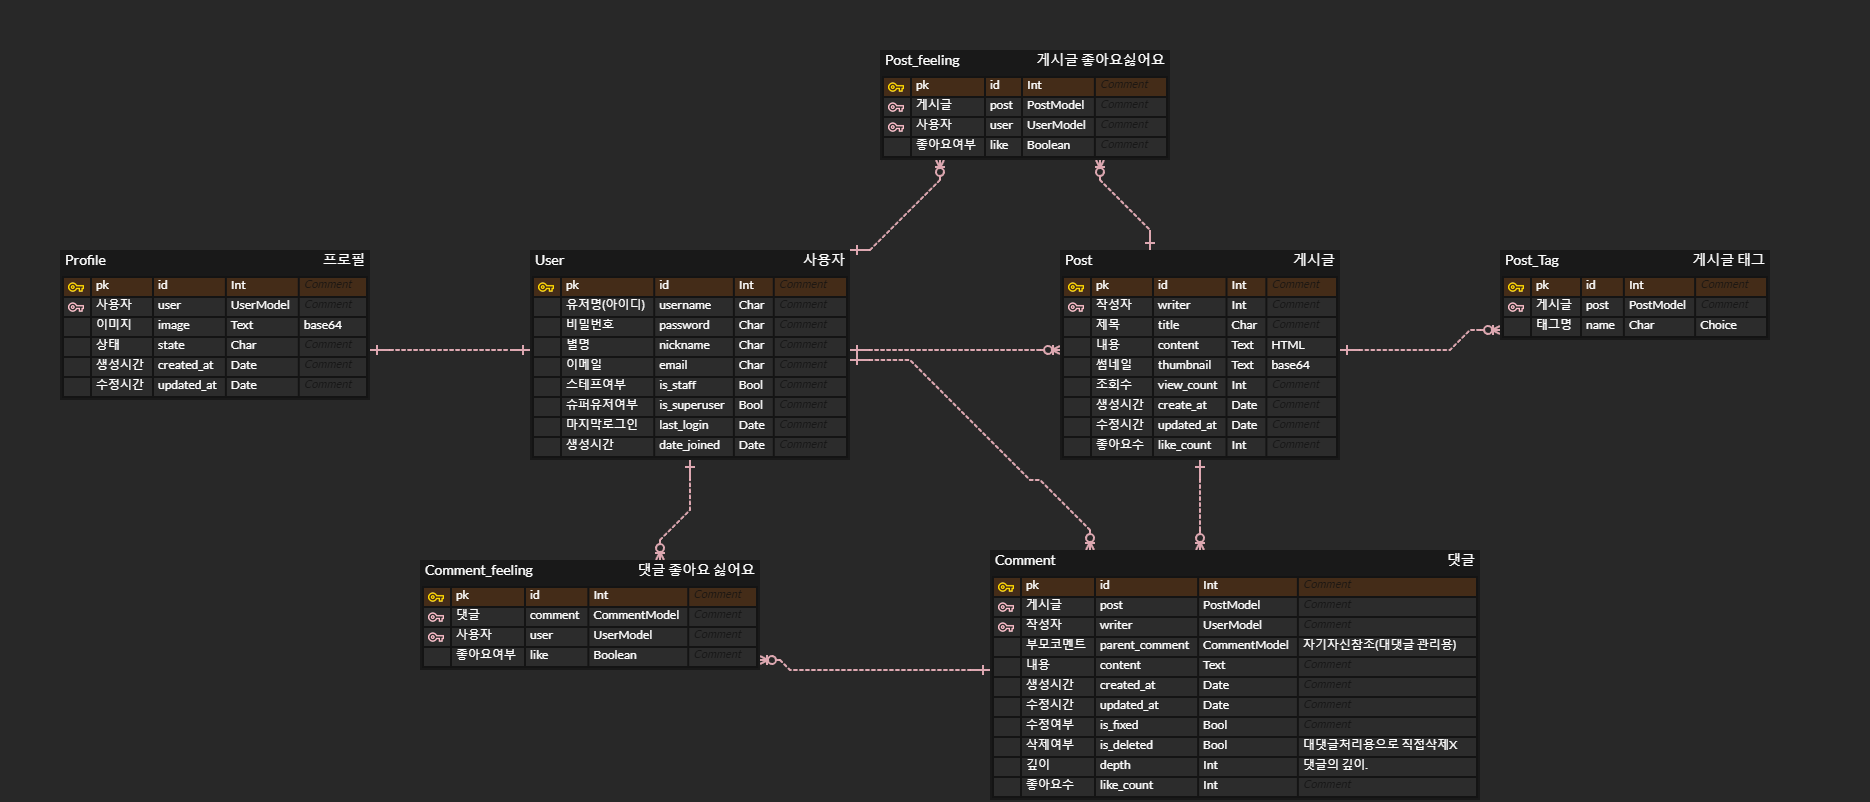 Post_feeling 게시글 좋아요싫어요
pk id Int Comment
게시글 post PostModel Comment
사용자 user UserModel Comment
좋아요여부 like Boolean Comment
Profile 프로필
pk id Int Comment
사용자 user UserModel Comment
이미지 image Text base64
상태 state Char Comment
생성시간 created_at Date Comment
수정시간 updated_at Date Comment
User 사용자
pk id Int Comment
유저명(아이디) username Char Comment
비밀번호 password Char Comment
별명 nickname Char Comment
이메일 email Char Comment
스테프여부 is_staff Bool Comment
슈퍼유저여부 is_superuser Bool Comment
마지막로그인 last_login Date Comment
생성시간 date_joined Date Comment
Post 게시글
pk id Int Comment
작성자 writer Int Comment
제목 title Char Comment
내용 content Text HTML
썸네일 thumbnail Text base64
조회수 view_count Int Comment
생성시간 create_at Date Comment
수정시간 updated_at Date Comment
좋아요수 like_count Int Comment
Post_Tag 게시글 태그
pk id Int Comment
게시글 post PostModel Comment
태그명 name Char Choice
Comment_feeling 댓글 좋아요 싫어요
pk id Int Comment
댓글 comment CommentModel Comment
사용자 user UserModel Comment
좋아요여부 like Boolean Comment
Comment 댓글
pk id Int Comment
게시글 post PostModel Comment
작성자 writer UserModel Comment
부모코멘트 parent_comment CommentModel 자기자신참조(대댓글 관리용)
내용 content Text Comment
생성시간 created_at Date Comment
수정시간 updated_at Date Comment
수정여부 is_fixed Bool Comment
삭제여부 is_deleted Bool 대댓글처리용으로 직접삭제X
깊이 depth Int 댓글의 깊이.
좋아요수 like_count Int Comment